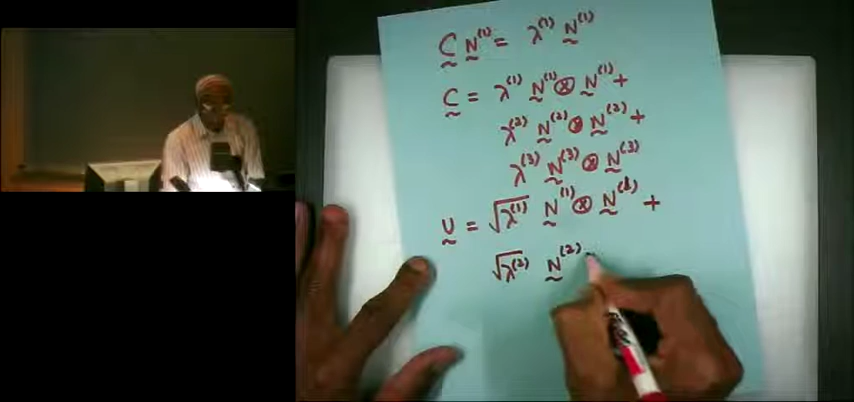 C̰ Ṵ̃N⁽¹⁾ = λ⁽¹⁾ N̰⁽¹⁾
C̰ = λ⁽¹⁾ N̰⁽¹⁾ ⊗ N̰⁽¹⁾ +
λ⁽²⁾ N̰⁽²⁾ ⊗ N̰⁽²⁾ +
λ⁽³⁾ N̰⁽³⁾ ⊗ N̰⁽³⁾
Ṵ = √λ⁽¹⁾ N̰⁽¹⁾ ⊗ N̰⁽¹⁾ +
√λ⁽²⁾ N̰⁽²⁾